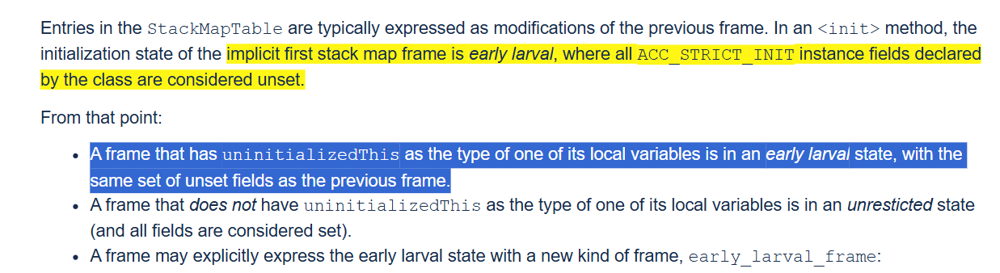 Entries in the StackMapTable are typically expressed as modifications of the previous frame. In an <init> method, the
initialization state of the implicit first stack map frame is early larval, where all ACC_STRICT_INIT instance fields declared
by the class are considered unset.
From that point:
• A frame that has uninitializedThis as the type of one of its local variables is in an early larval state, with the
same set of unset fields as the previous frame.
• A frame that does not have uninitializedThis as the type of one of its local variables is in an unresticted state
(and all fields are considered set).
• A frame may explicitly express the early larval state with a new kind of frame, early_larval_frame: